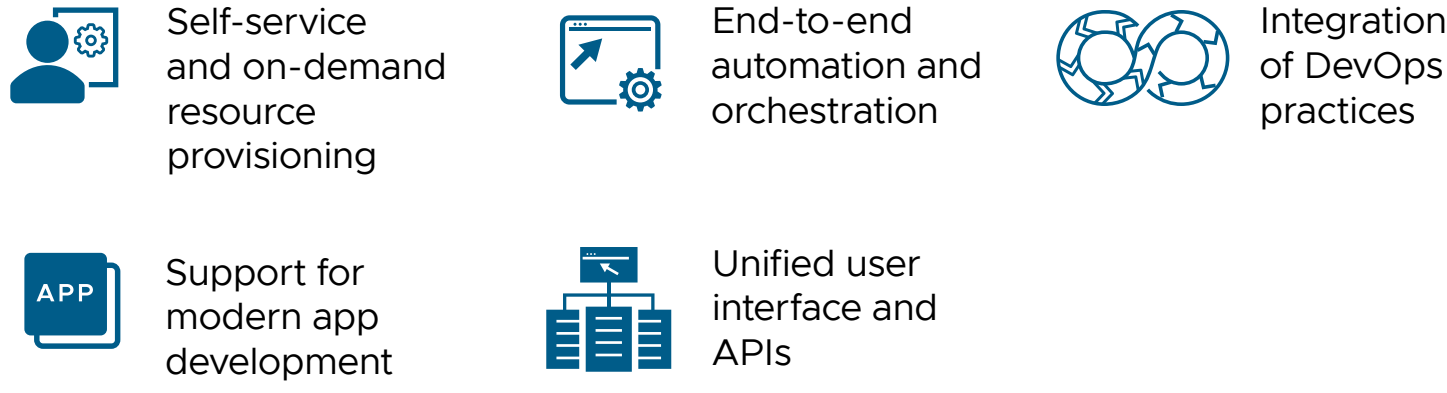 Self-service
and on-demand
resource
provisioning
End-to-end
automation and
orchestration
Integration
of DevOps
practices
APP
Support for
modern app
development
Unified user
interface and
APIs